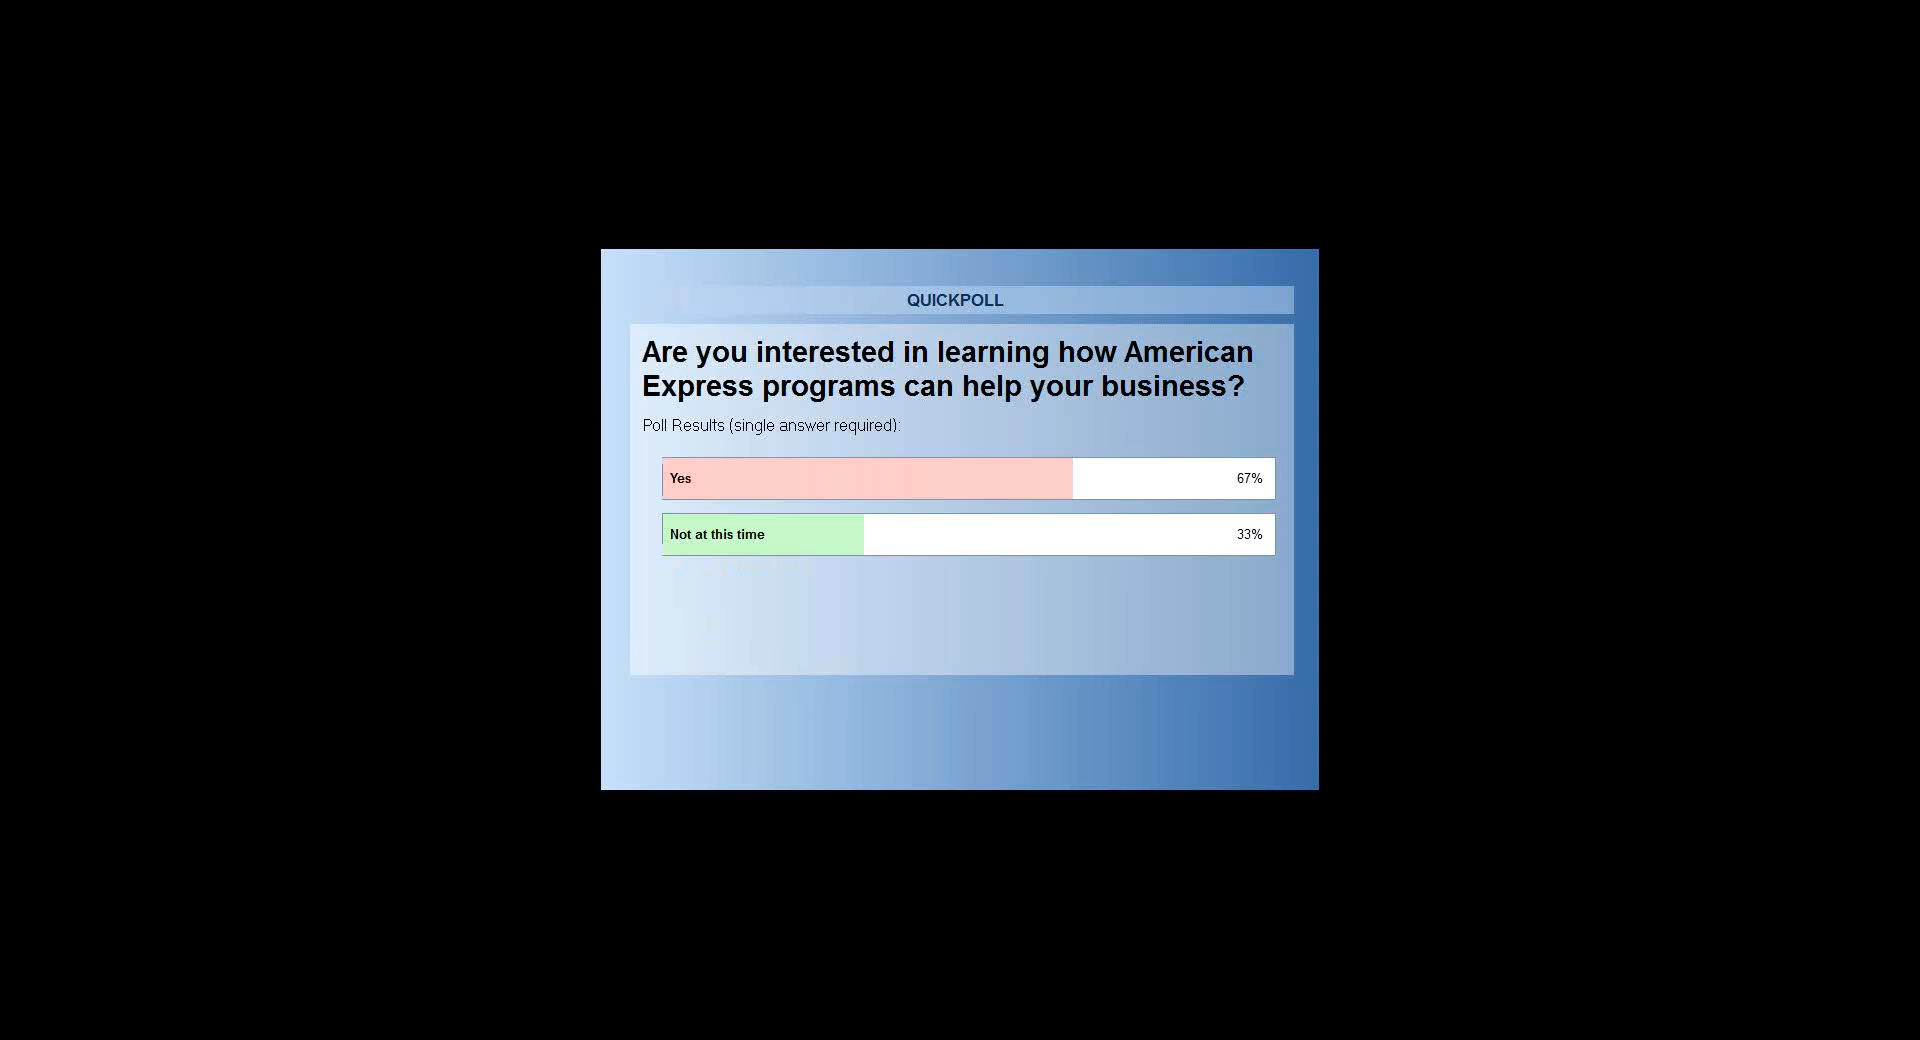 QUICKPOLL
Are you interested in learning how American
Express programs can help your business?
Poll Results (single answer required):
Yes 67%
Not at this time 33%